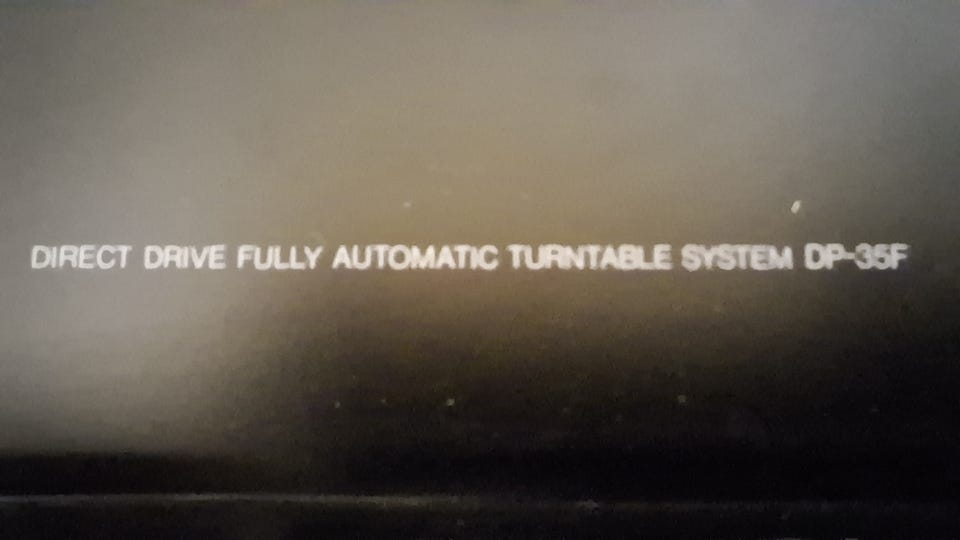 DIRECT DRIVE FULLY AUTOMATIC TURNTABLE SYSTEM DP-35F